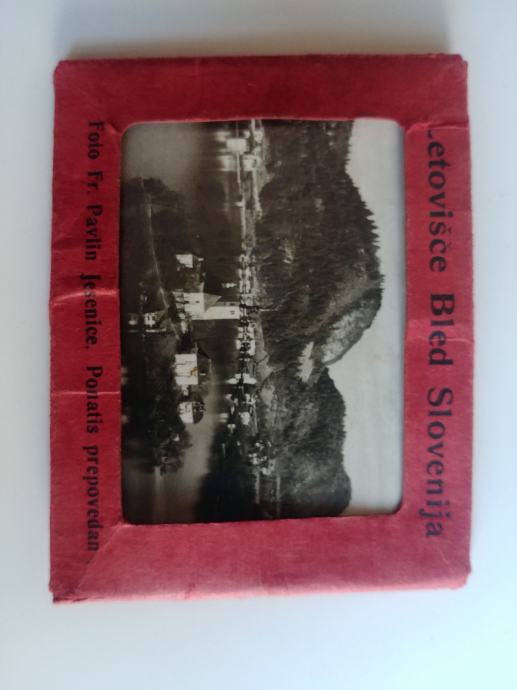 Letovišče Bled Slovenija
Foto Fr. Pavlin Jesenice. Ponatis prepovedan